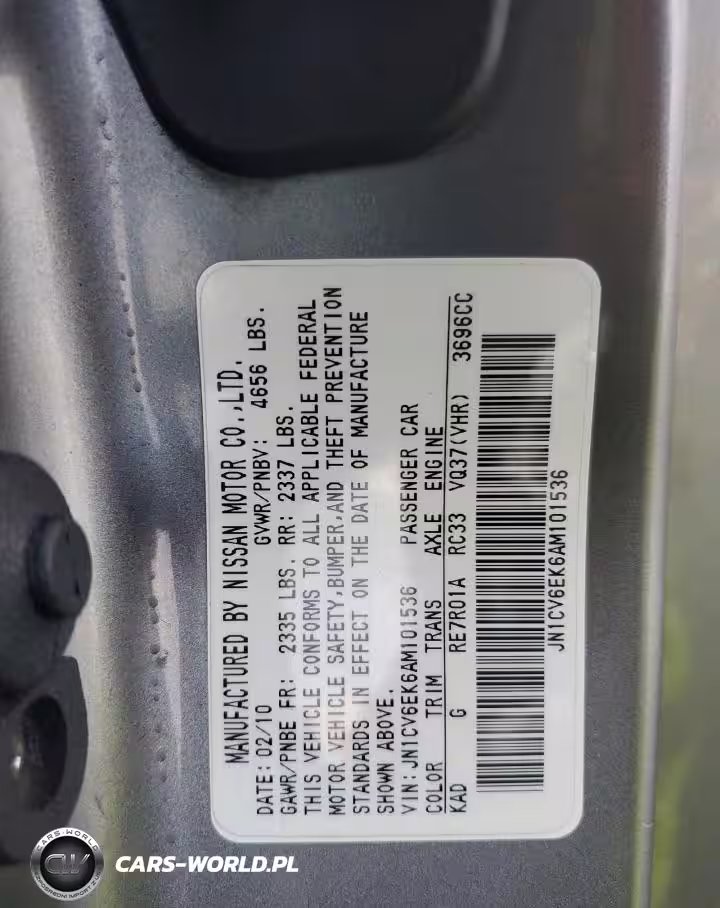 MANUFACTURED BY NISSAN MOTOR CO.,LTD.
DATE: 02/10 GVWR/PNBV: 4656 LBS.
GAWR/PNBE FR: 2335 LBS. RR: 2337 LBS.
THIS VEHICLE CONFORMS TO ALL APPLICABLE FEDERAL
MOTOR VEHICLE SAFETY,BUMPER,AND THEFT PREVENTION
STANDARDS IN EFFECT ON THE DATE OF MANUFACTURE
SHOWN ABOVE.
VIN:JN1CV6EK6AM101536 PASSENGER CAR
COLOR TRIM TRANS AXLE ENGINE
KAD G RE7R01A RC33 VQ37(VHR) 3696CC
JN1CV6EK6AM101536
CARS-WORLD
CW
CARS-WORLD.PL